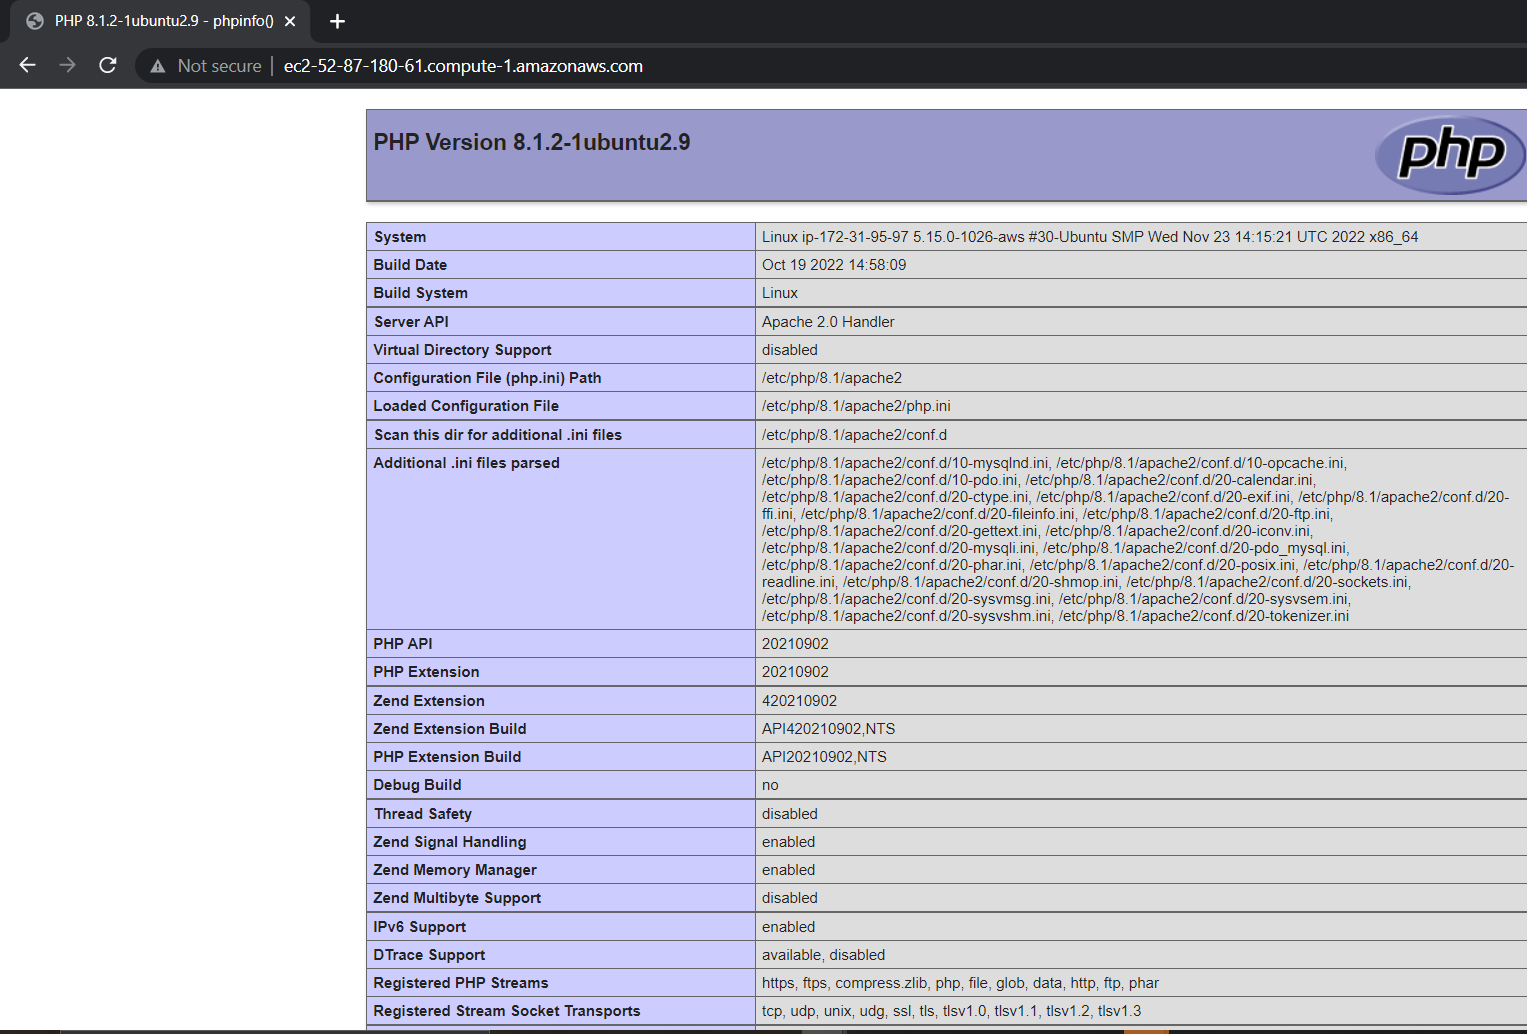 PHP 8.1.2-1ubuntu2.9 - phpinfo()
Not secure | ec2-52-87-180-61.compute-1.amazonaws.com
PHP Version 8.1.2-1ubuntu2.9
php
System Linux ip-172-31-95-97 5.15.0-1026-aws #30-Ubuntu SMP Wed Nov 23 14:15:21 UTC 2022 x86_64
Build Date Oct 19 2022 14:58:09
Build System Linux
Server API Apache 2.0 Handler
Virtual Directory Support disabled
Configuration File (php.ini) Path /etc/php/8.1/apache2
Loaded Configuration File /etc/php/8.1/apache2/php.ini
Scan this dir for additional .ini files /etc/php/8.1/apache2/conf.d
Additional .ini files parsed /etc/php/8.1/apache2/conf.d/10-mysqlnd.ini, /etc/php/8.1/apache2/conf.d/10-opcache.ini,
/etc/php/8.1/apache2/conf.d/10-pdo.ini, /etc/php/8.1/apache2/conf.d/20-calendar.ini,
/etc/php/8.1/apache2/conf.d/20-ctype.ini, /etc/php/8.1/apache2/conf.d/20-exif.ini, /etc/php/8.1/apache2/conf.d/20-
ffi.ini, /etc/php/8.1/apache2/conf.d/20-fileinfo.ini, /etc/php/8.1/apache2/conf.d/20-ftp.ini,
/etc/php/8.1/apache2/conf.d/20-gettext.ini, /etc/php/8.1/apache2/conf.d/20-iconv.ini,
/etc/php/8.1/apache2/conf.d/20-mysqli.ini, /etc/php/8.1/apache2/conf.d/20-pdo_mysql.ini,
/etc/php/8.1/apache2/conf.d/20-phar.ini, /etc/php/8.1/apache2/conf.d/20-posix.ini, /etc/php/8.1/apache2/conf.d/20-
readline.ini, /etc/php/8.1/apache2/conf.d/20-shmop.ini, /etc/php/8.1/apache2/conf.d/20-sockets.ini,
/etc/php/8.1/apache2/conf.d/20-sysvmsg.ini, /etc/php/8.1/apache2/conf.d/20-sysvsem.ini,
/etc/php/8.1/apache2/conf.d/20-sysvshm.ini, /etc/php/8.1/apache2/conf.d/20-tokenizer.ini
PHP API 20210902
PHP Extension 20210902
Zend Extension 420210902
Zend Extension Build API420210902,NTS
PHP Extension Build API20210902,NTS
Debug Build no
Thread Safety disabled
Zend Signal Handling enabled
Zend Memory Manager enabled
Zend Multibyte Support disabled
IPv6 Support enabled
DTrace Support available, disabled
Registered PHP Streams https, ftps, compress.zlib, php, file, glob, data, http, ftp, phar
Registered Stream Socket Transports tcp, udp, unix, udg, ssl, tls, tlsv1.0, tlsv1.1, tlsv1.2, tlsv1.3